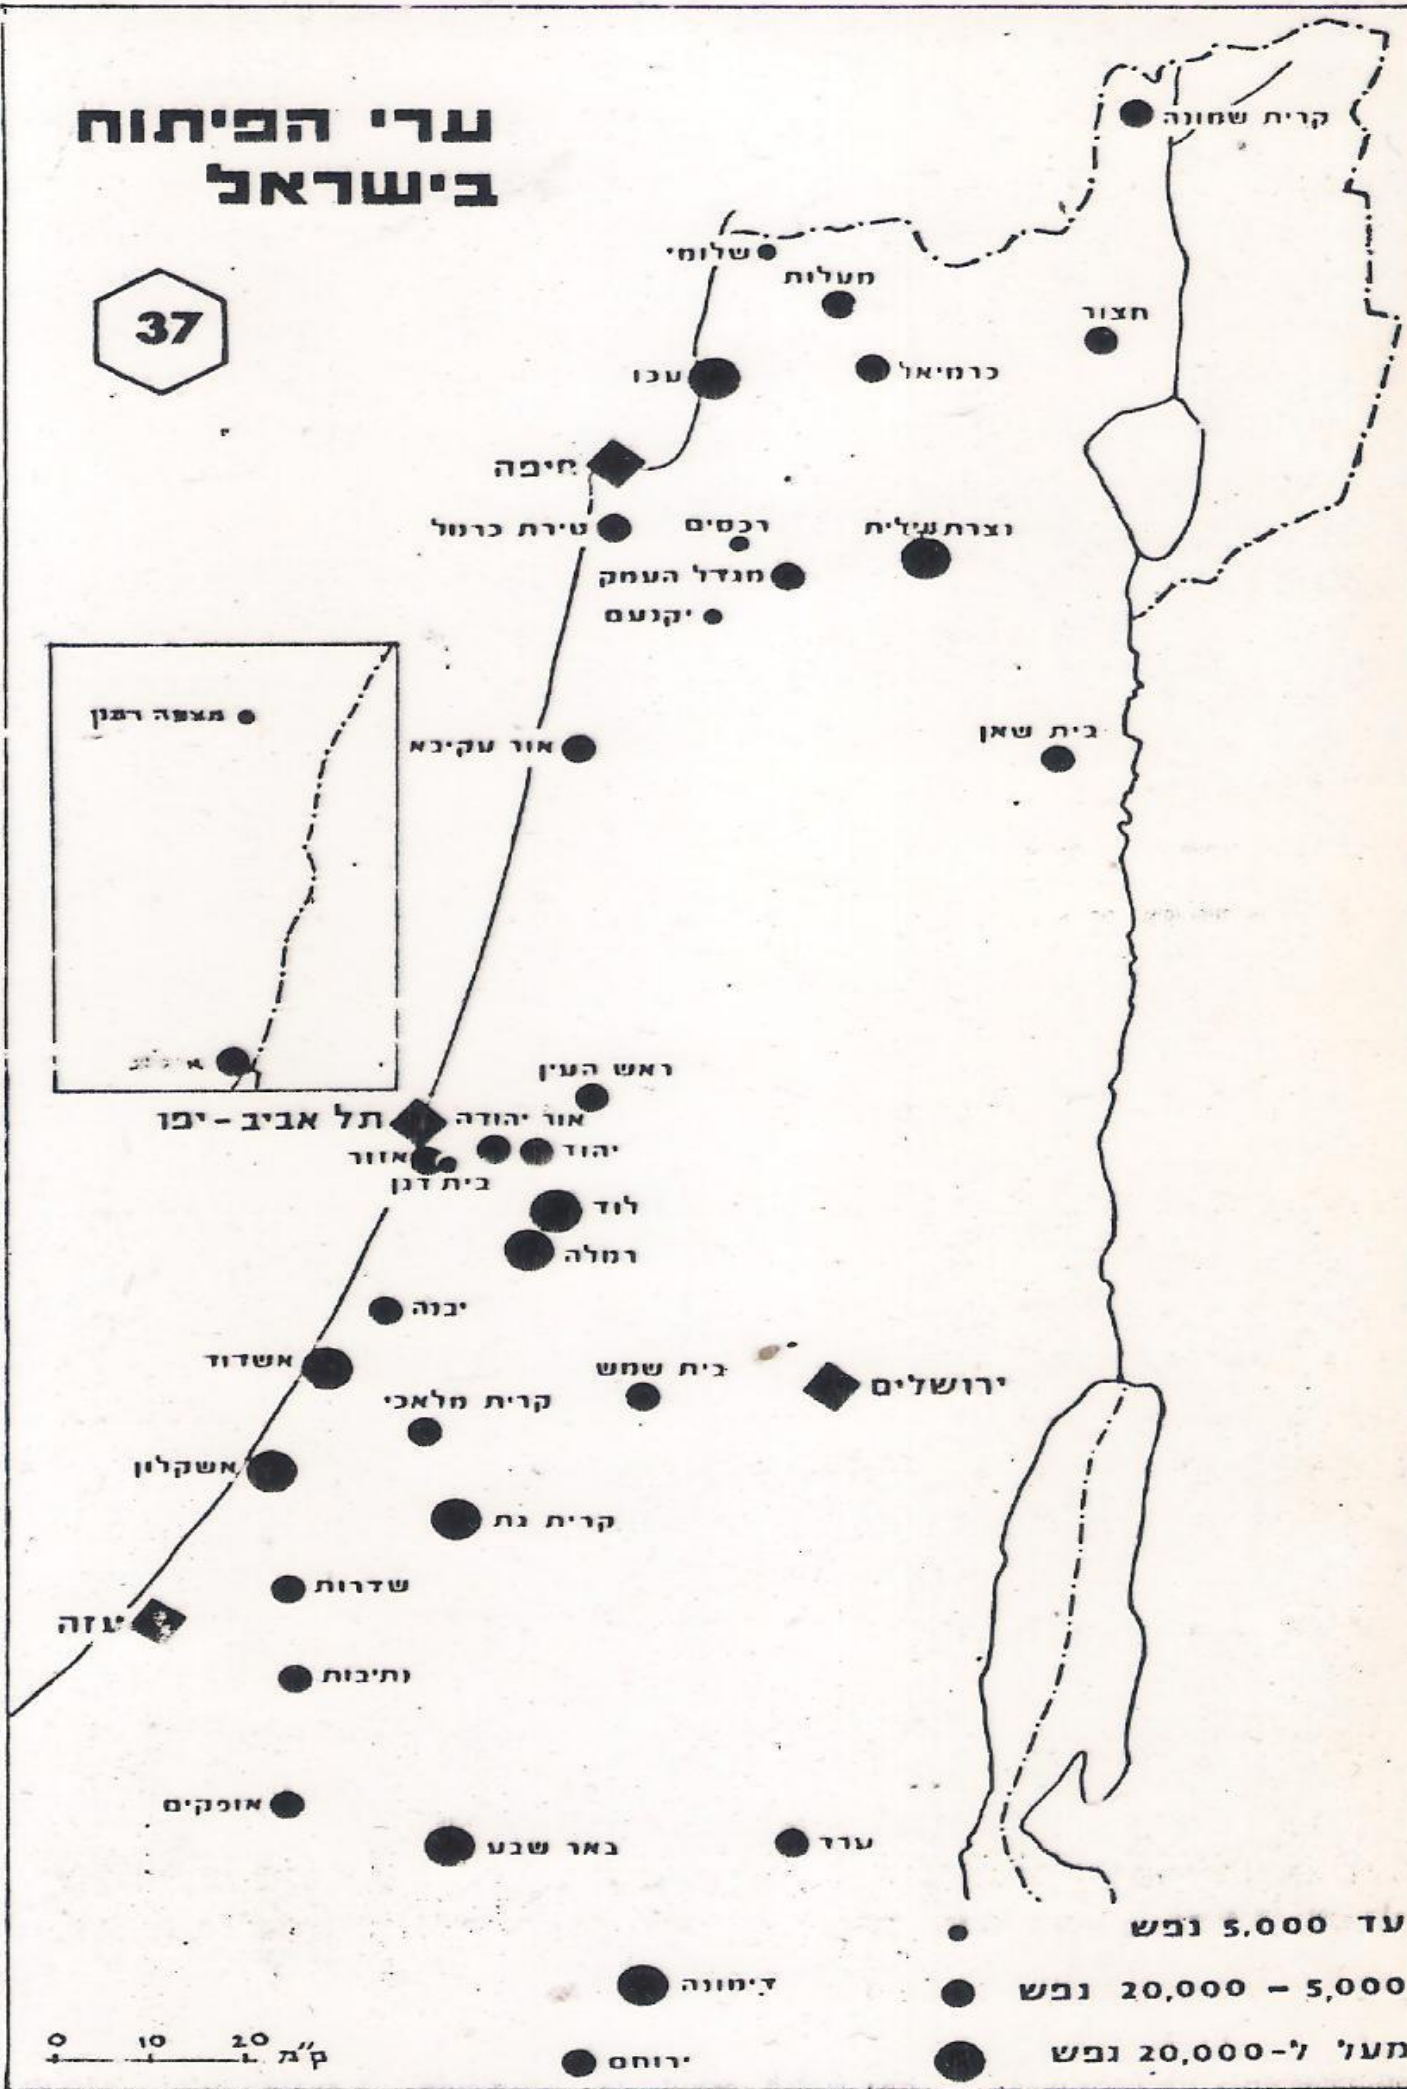 ערי הפיתוח
בישראל
37
קרית שמונה
שלומי
מעלות
חצור
עכו
כרמיאל
חיפה
טירת כרמל
רכסים
נצרת עילית
מגדל העמק
יקנעם
מצפה רמון
אור עקיבא
בית שאן
ראש העין
תל אביב - יפו
אור יהודה
אזור
יהוד
בית דגן
לוד
רמלה
יבנה
אשדוד
בית שמש
ירושלים
קרית מלאכי
אשקלון
קרית גת
שדרות
עזה
נתיבות
אופקים
באר שבע
ערד
עד 5.000 נפש
דימונה
5,000 – 20,000 נפש
0 10 20 ק"מ
ירוחם
מעל ל-20,000 נפש